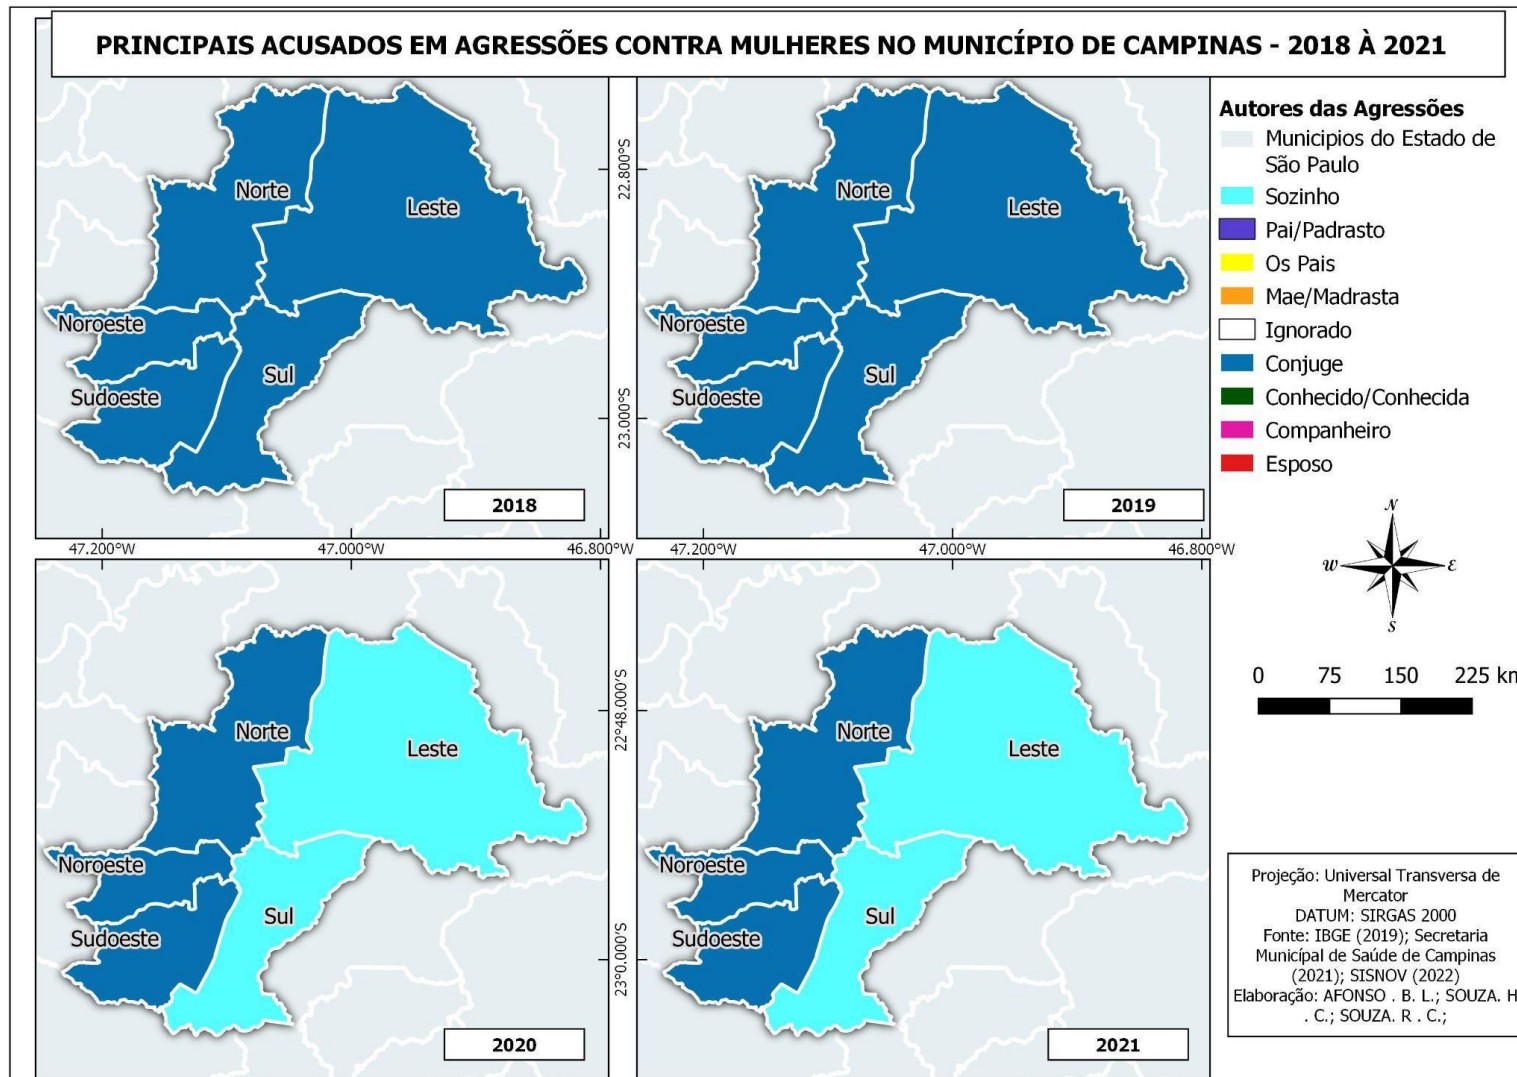 PRINCIPAIS ACUSADOS EM AGRESSÕES CONTRA MULHERES NO MUNICÍPIO DE CAMPINAS - 2018 À 2021
Norte
Leste
Noroeste
Sul
Sudoeste
2018
22.800°S
23.000°S
Norte
Leste
Noroeste
Sul
Sudoeste
2019
47.200°W
47.000°W
46.800°W
47.200°W
47.000°W
46.800°W
Norte
Leste
Noroeste
Sul
Sudoeste
2020
22°48.000'S
23°0.000'S
Norte
Leste
Noroeste
Sul
Sudoeste
2021
Autores das Agressões
Municipios do Estado de
São Paulo
Sozinho
Pai/Padrasto
Os Pais
Mae/Madrasta
Ignorado
Conjuge
Conhecido/Conhecida
Companheiro
Esposo
N
W
E
S
0 75 150 225 km
Projeção: Universal Transversa de
Mercator
DATUM: SIRGAS 2000
Fonte: IBGE (2019); Secretaria
Municípal de Saúde de Campinas
(2021); SISNOV (2022)
Elaboração: AFONSO . B. L.; SOUZA. H
. C.; SOUZA. R . C.;